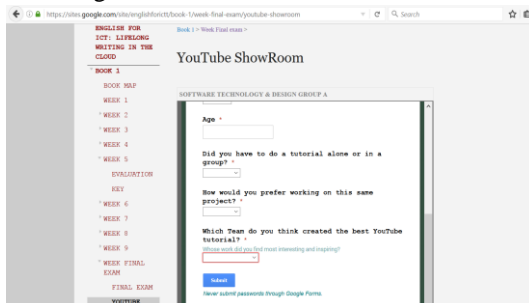 https://sites.google.com/site/englishforictt/book-1/week-final-exam/youtube-showroom
Search
ENGLISH FOR
ICT: LIFELONG
WRITING IN THE
CLOUD
BOOK 1
BOOK MAP
WEEK 1
WEEK 2
WEEK 3
WEEK 4
WEEK 5
EVALUATION
KEY
WEEK 6
WEEK 7
WEEK 8
WEEK 9
WEEK FINAL
EXAM
FINAL EXAM
YOUTUBE
Book 1 > Week Final exam >
YouTube ShowRoom
SOFTWARE TECHNOLOGY & DESIGN GROUP A
Age *
Did you have to do a tutorial alone or in a
group? *
How would you prefer working on this same
project? *
Which Team do you think created the best YouTube
tutorial? *
Whose work did you find most interesting and inspiring?
Submit
Never submit passwords through Google Forms.